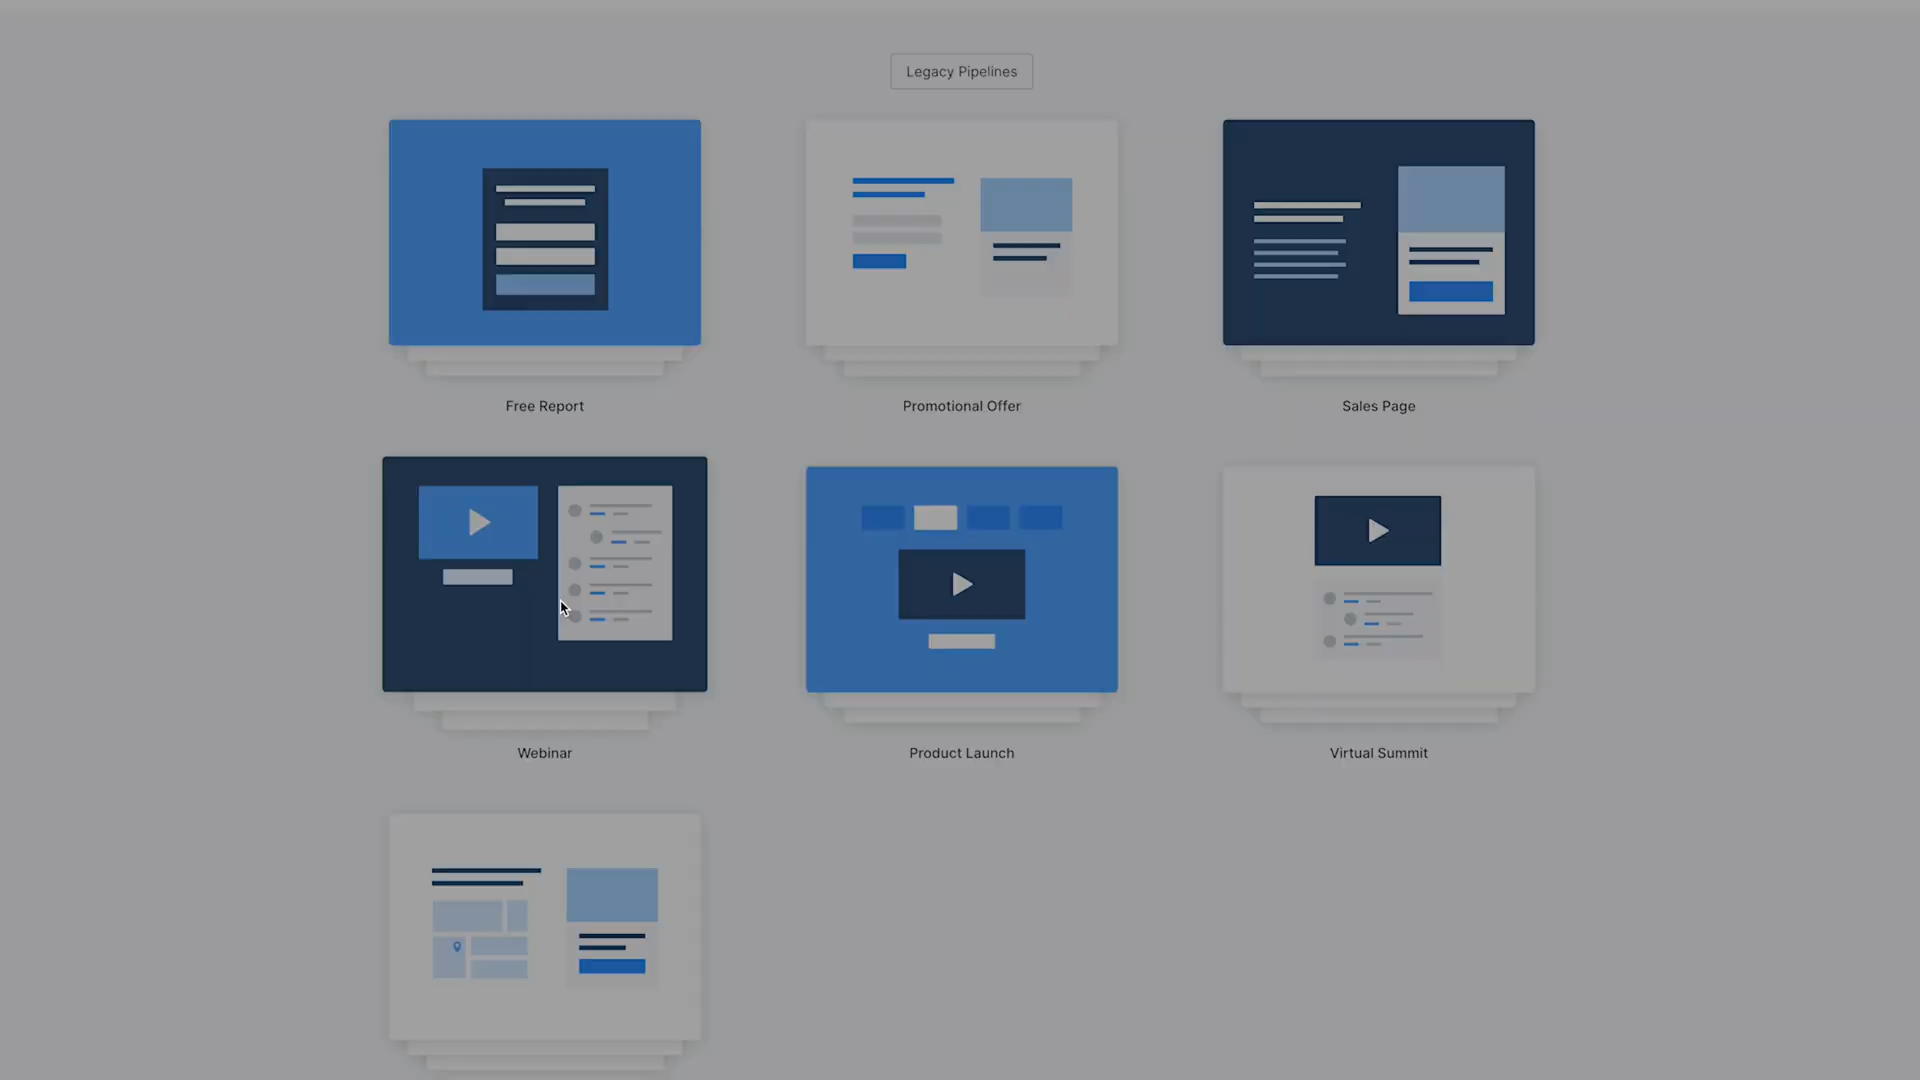 Legacy Pipelines
Free Report
Promotional Offer
Sales Page
Webinar
Product Launch
Virtual Summit